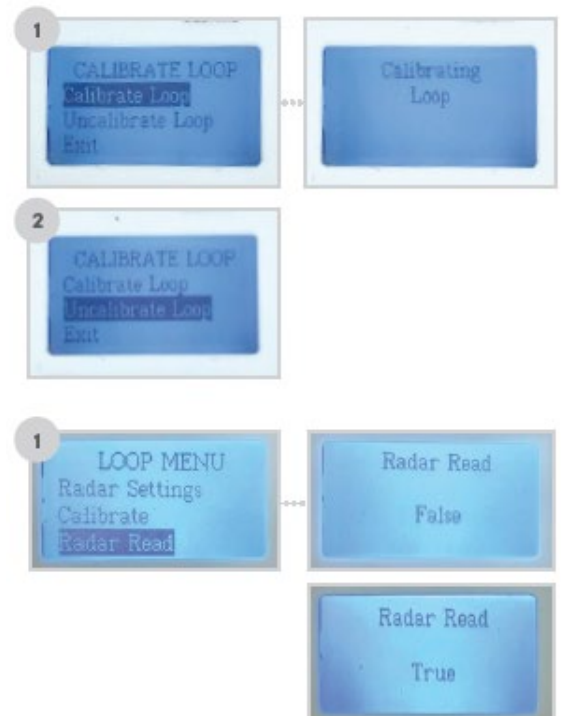 1
CALIBRATE LOOP
Calibrate Loop
Uncalibrate Loop
Exit
Calibrating
Loop
2
CALIBRATE LOOP
Calibrate Loop
Uncalibrate Loop
Exit
1
LOOP MENU
Radar Settings
Calibrate
Radar Read
Radar Read
False
Radar Read
True